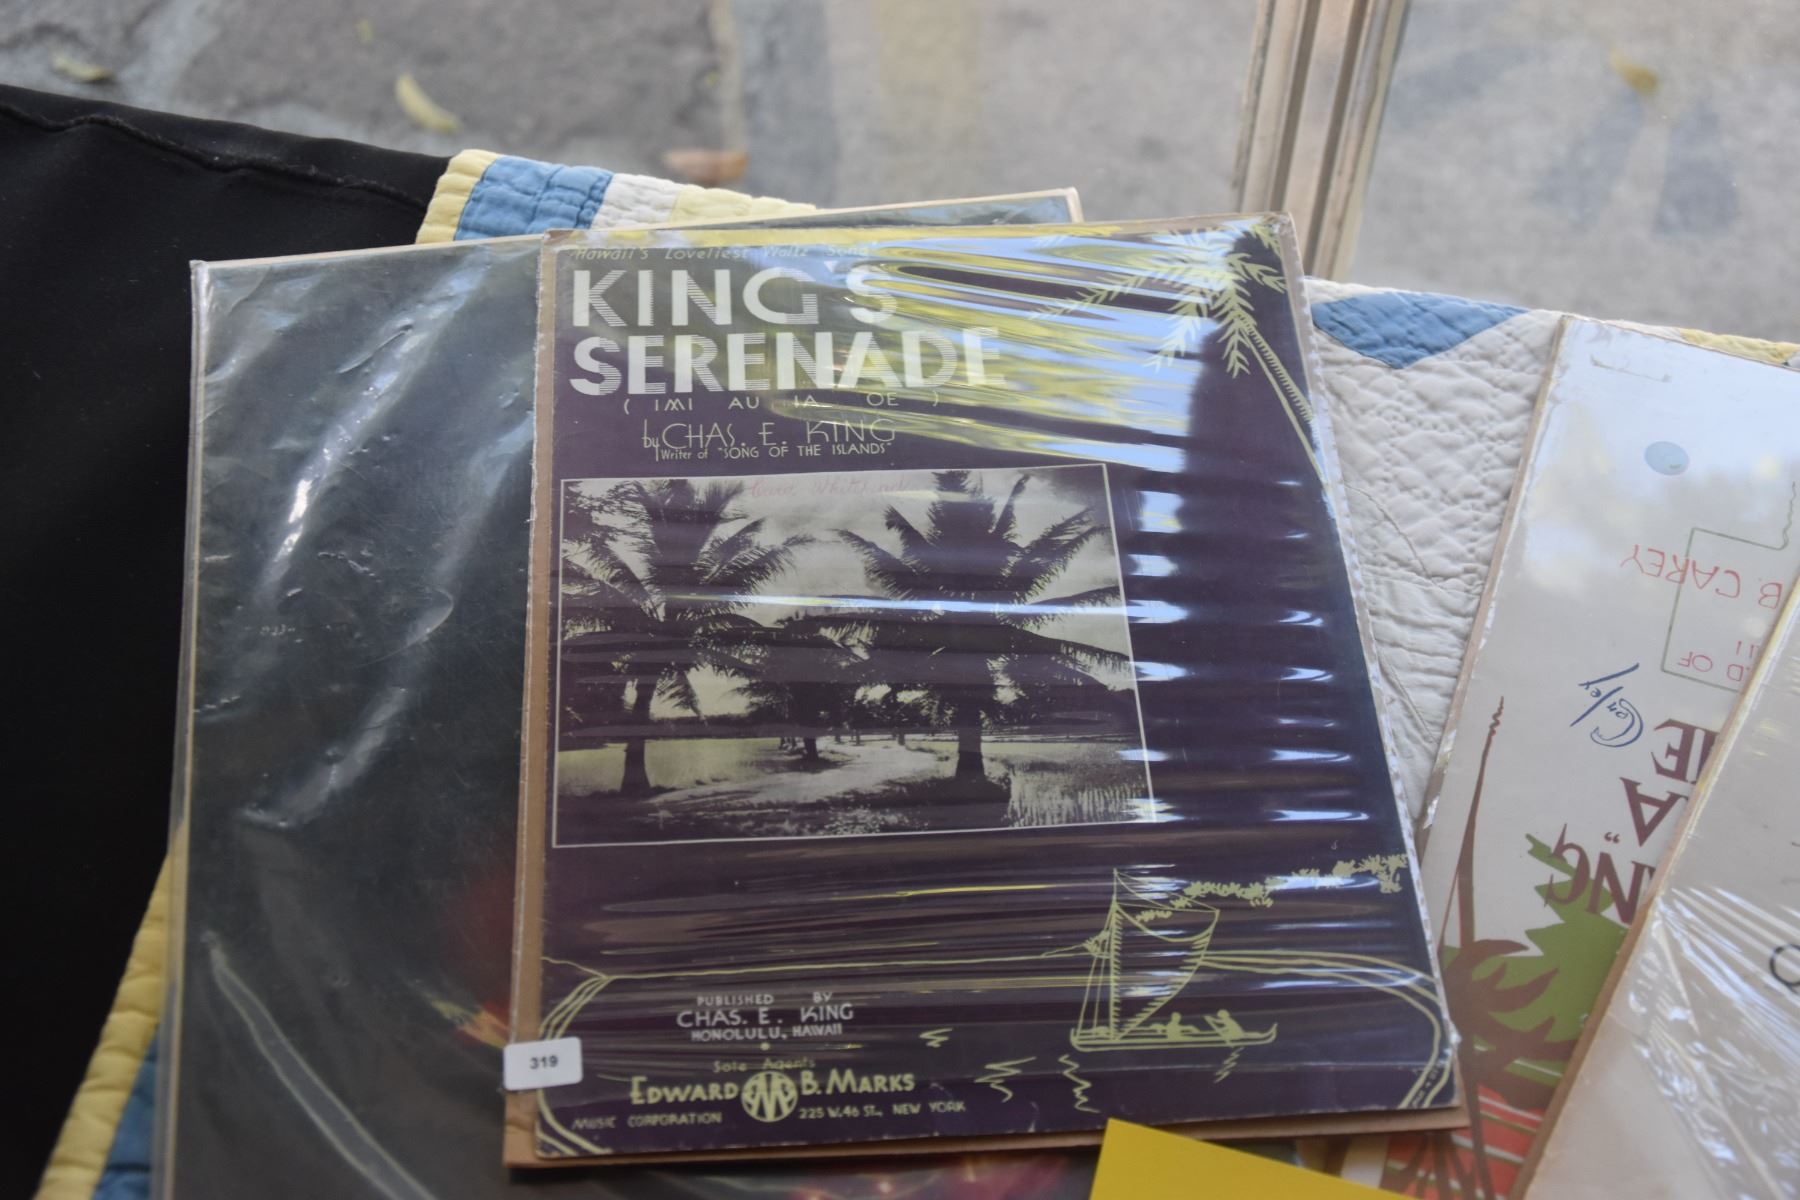 "Hawaii's Loveliest Waltz Song"
KING'S
SERENADE
( IMI AU IA OE )
by CHAS. E. KING
Writer of "SONG OF THE ISLANDS"
PUBLISHED BY
CHAS. E. KING
HONOLULU, HAWAII
Sole Agents
EDWARD B. MARKS
MUSIC CORPORATION 225 W. 46 ST., NEW YORK
319
B. CAREY